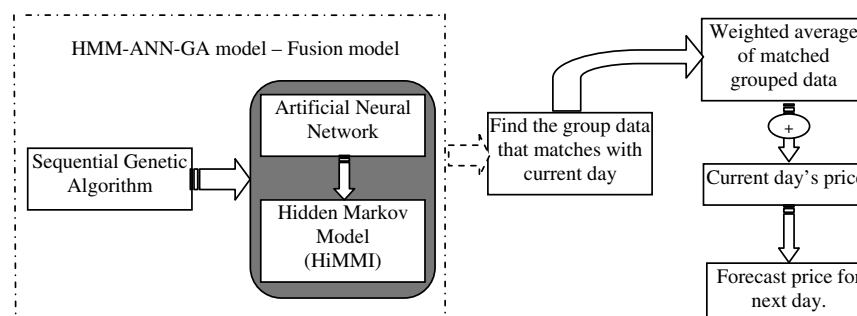 HMM-ANN-GA model – Fusion model
Sequential Genetic
Algorithm
Artificial Neural
Network
Hidden Markov
Model
(HiMMI)
Find the group data
that matches with
current day
Weighted average
of matched
grouped data
+
Current day's price
Forecast price for
next day.